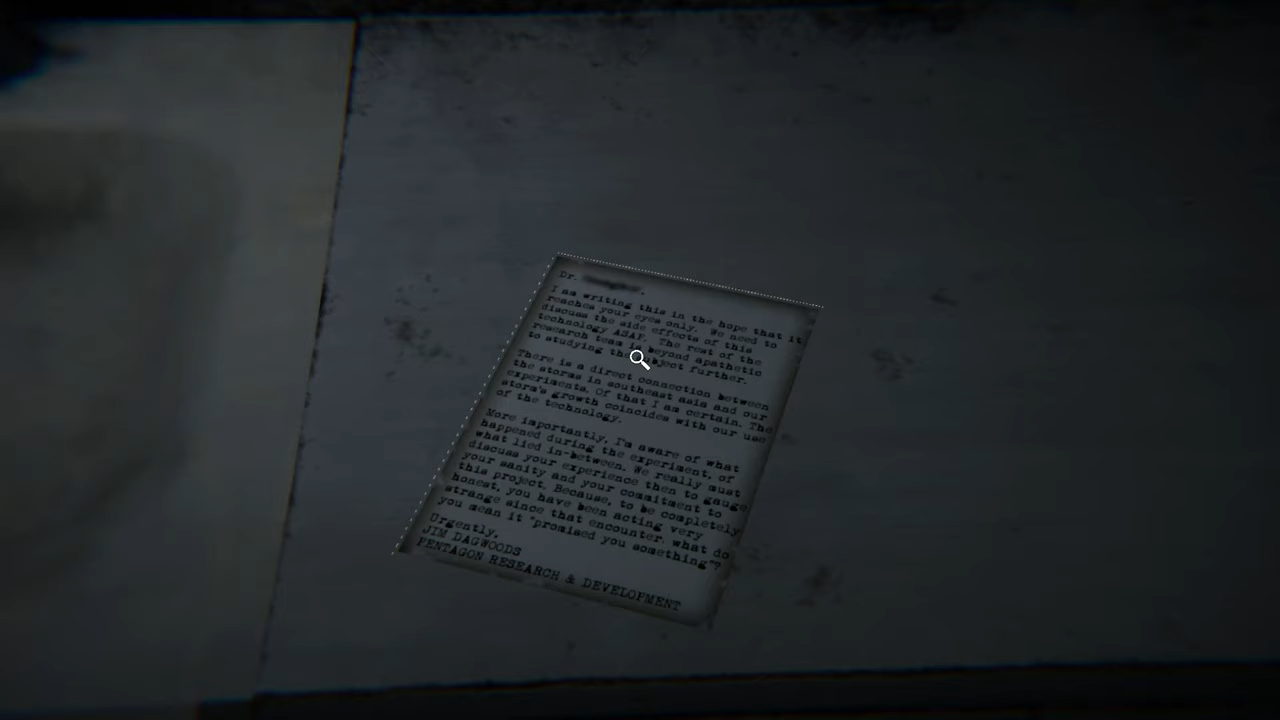 Dr.
I am writing this in the hope that it
reaches your eyes only. We need to
discuss the side effects of this
technology ASAP. The rest of the
research team is beyond apathetic
to studying the subject further.
There is a direct connection between
the storms in southeast asia and our
experiments. Of that I am certain. The
storm's growth coincides with our use
of the technology.
More importantly, I'm aware of what
happened during the experiment, of
what lied in-between. We really must
discuss your experience then to gauge
your sanity and your commitment to
this project. Because, to be completely
honest, you have been acting very
strange since that encounter. what do
you mean it "promised you something"?
Urgently,
JIM DAGWOODS
PENTAGON RESEARCH & DEVELOPMENT